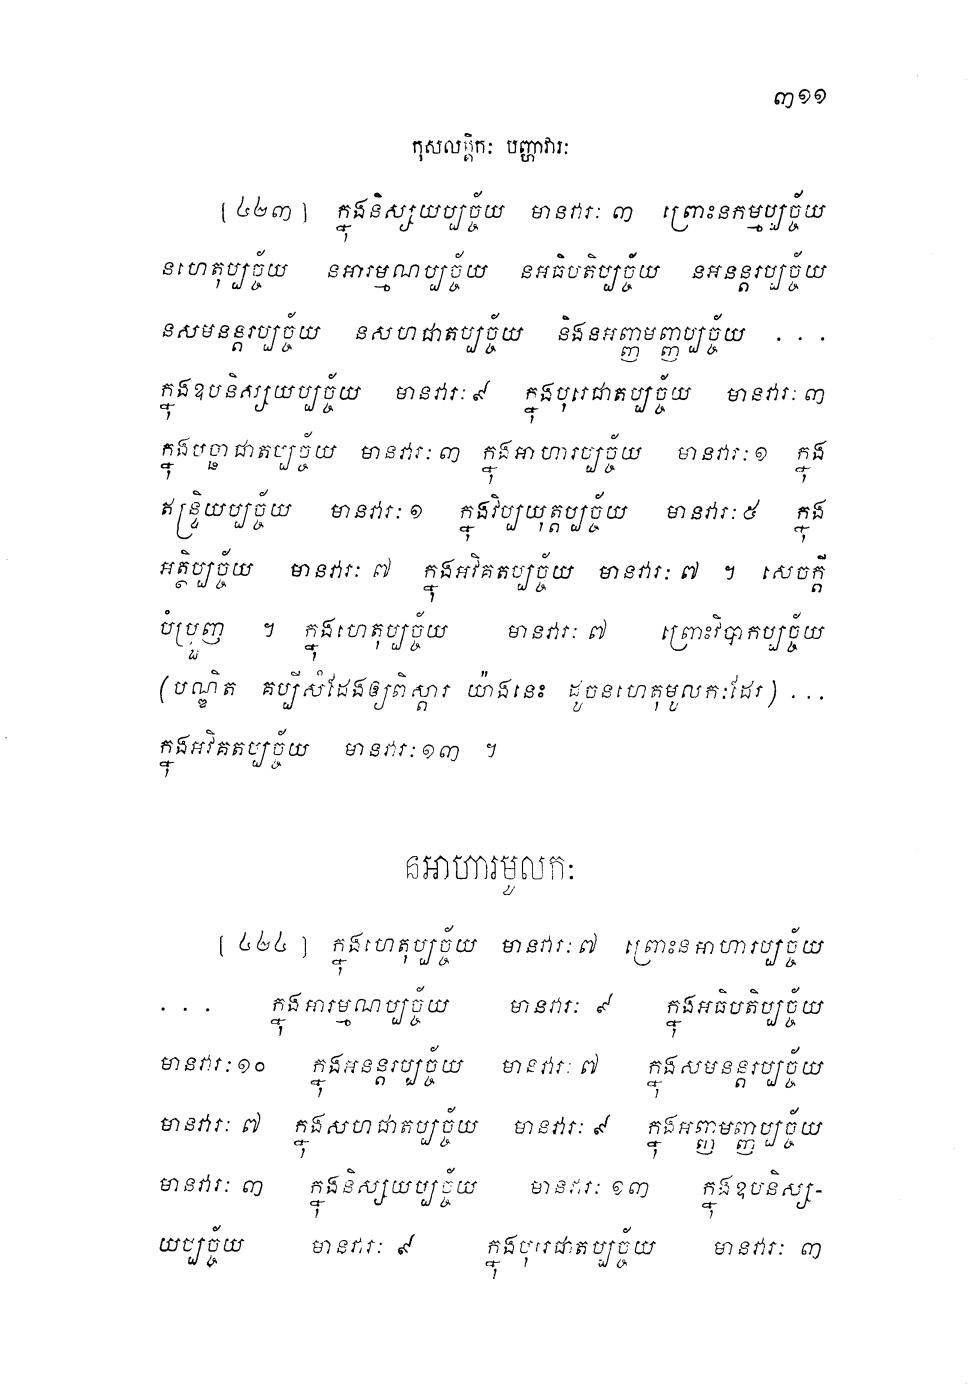 ៣១១
កុសលត្តិកៈ បញ្ហាវារៈ
[៤២៣] ក្នុងនិស្សយប្បច្ច័យ មានវារៈ ៣ ព្រោះនកម្មប្បច្ច័យ
នហេតុប្បច្ច័យ នអារម្មណប្បច្ច័យ នអធិបតិប្បច្ច័យ នអនន្តរប្បច្ច័យ
នសមនន្តរប្បច្ច័យ នសហជាតប្បច្ច័យ និងនអញ្ញមញ្ញប្បច្ច័យ ...
ក្នុងឧបនិស្សយប្បច្ច័យ មានវារៈ ៩ ក្នុងបុរេជាតប្បច្ច័យ មានវារៈ ៣
ក្នុងបច្ឆាជាតប្បច្ច័យ មានវារៈ ៣ ក្នុងអាហារប្បច្ច័យ មានវារៈ ១ ក្នុង
ឥន្ទ្រិយប្បច្ច័យ មានវារៈ ១ ក្នុងវិប្បយុត្តប្បច្ច័យ មានវារៈ ៥ ក្នុង
អត្ថិប្បច្ច័យ មានវារៈ ៧ ក្នុងអវិគតប្បច្ច័យ មានវារៈ ៧ ។ សេចក្តី
បំប្រួញ ។ ក្នុងហេតុប្បច្ច័យ មានវារៈ ៧ ព្រោះវិបាកប្បច្ច័យ
(បណ្ឌិត គប្បីសំដែងឲ្យពិស្តារ យ៉ាងនេះ ដូចនហេតុមូលកៈដែរ) ...
ក្នុងអវិគតប្បច្ច័យ មានវារៈ ១៣ ។
នអាហារមូលកៈ
[៤២៤] ក្នុងហេតុប្បច្ច័យ មានវារៈ ៧ ព្រោះនអាហារប្បច្ច័យ
... ក្នុងអារម្មណប្បច្ច័យ មានវារៈ ៩ ក្នុងអធិបតិប្បច្ច័យ
មានវារៈ ១០ ក្នុងអនន្តរប្បច្ច័យ មានវារៈ ៧ ក្នុងសមនន្តរប្បច្ច័យ
មានវារៈ ៧ ក្នុងសហជាតប្បច្ច័យ មានវារៈ ៩ ក្នុងអញ្ញមញ្ញប្បច្ច័យ
មានវារៈ ៣ ក្នុងនិស្សយប្បច្ច័យ មានវារៈ ១៣ ក្នុងឧបនិស្ស-
យប្បច្ច័យ មានវារៈ ៩ ក្នុងបុរេជាតប្បច្ច័យ មានវារៈ ៣